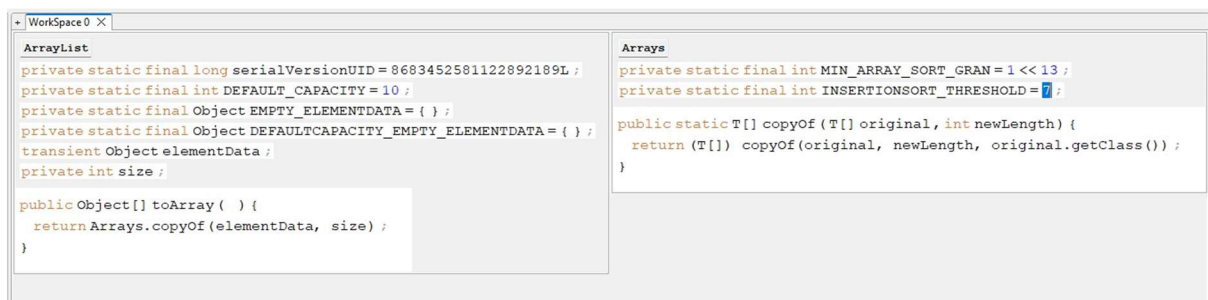 + WorkSpace 0 ×
ArrayList
private static final long serialVersionUID = 8683452581122892189L ;
private static final int DEFAULT_CAPACITY = 10 ;
private static final Object EMPTY_ELEMENTDATA = { } ;
private static final Object DEFAULTCAPACITY_EMPTY_ELEMENTDATA = { } ;
transient Object elementData ;
private int size ;
public Object[] toArray ( ) {
return Arrays.copyOf(elementData, size) ;
}
Arrays
private static final int MIN_ARRAY_SORT_GRAN = 1 << 13 ;
private static final int INSERTIONSORT_THRESHOLD = 7 ;
public static T[] copyOf ( T[] original , int newLength ) {
return (T[]) copyOf(original, newLength, original.getClass()) ;
}